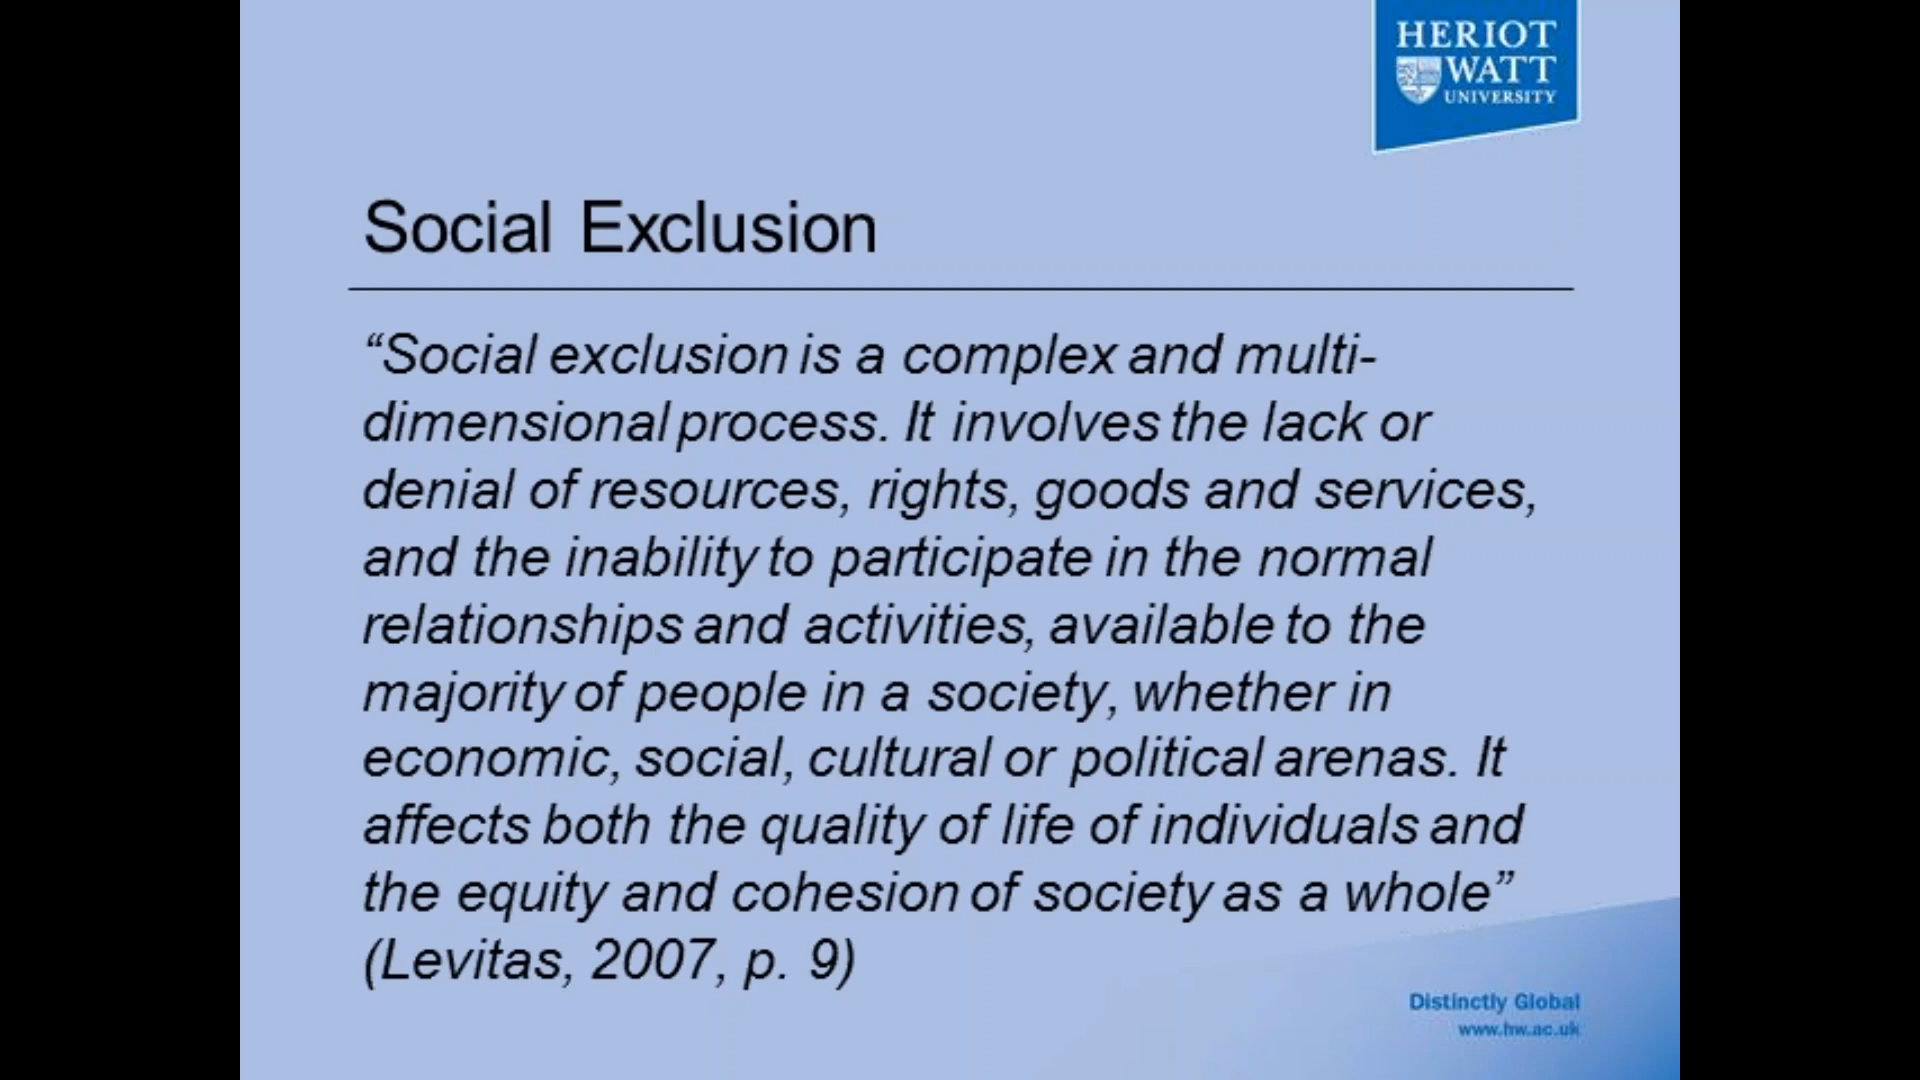 HERIOT
WATT
UNIVERSITY
Social Exclusion
“Social exclusion is a complex and multi-
dimensional process. It involves the lack or
denial of resources, rights, goods and services,
and the inability to participate in the normal
relationships and activities, available to the
majority of people in a society, whether in
economic, social, cultural or political arenas. It
affects both the quality of life of individuals and
the equity and cohesion of society as a whole”
(Levitas, 2007, p. 9)
Distinctly Global
www.hw.ac.uk